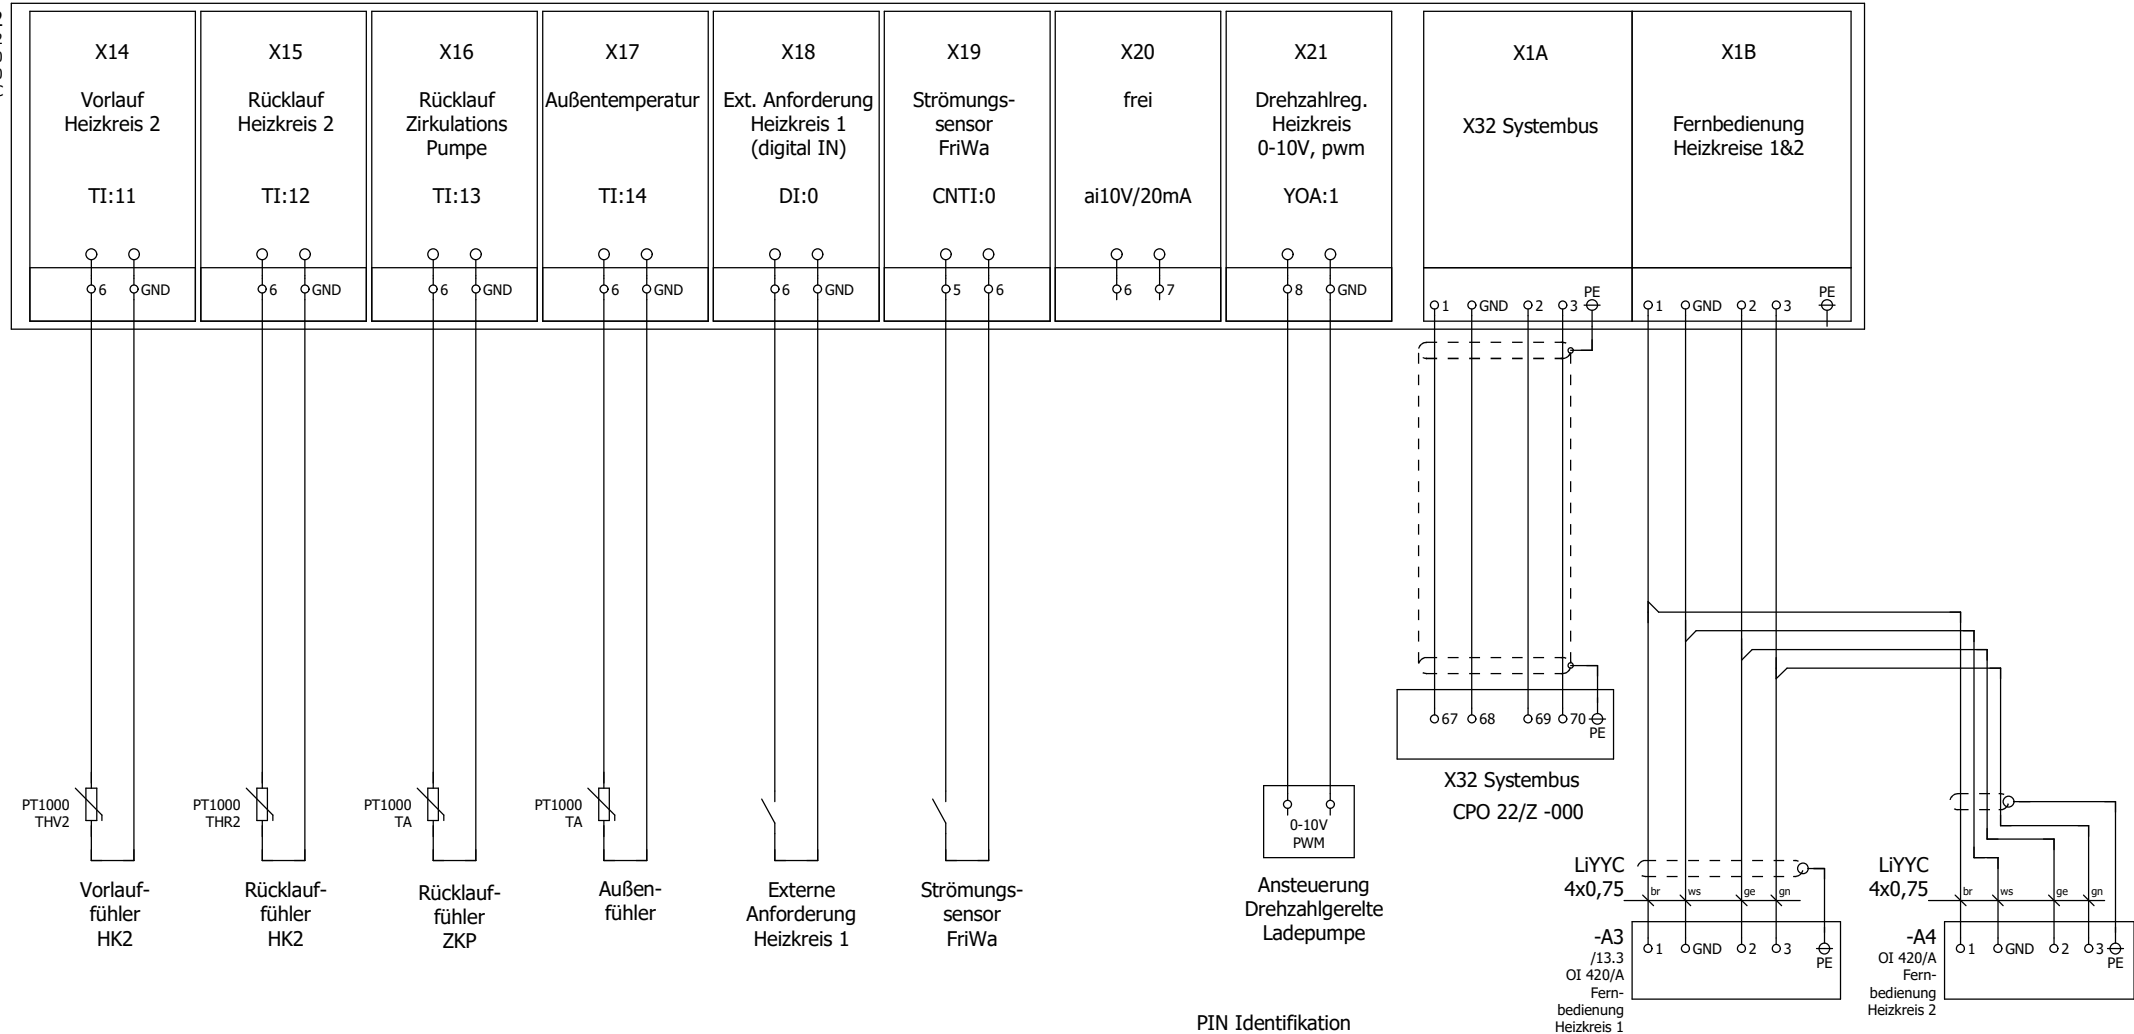 X14
Vorlauf
Heizkreis 2
TI:11
6 GND
X15
Rücklauf
Heizkreis 2
TI:12
6 GND
X16
Rücklauf
Zirkulations
Pumpe
TI:13
6 GND
X17
Außentemperatur
TI:14
6 GND
X18
Ext. Anforderung
Heizkreis 1
(digital IN)
DI:0
6 GND
X19
Strömungs-
sensor
FriWa
CNTI:0
5 6
X20
frei
ai10V/20mA
6 7
X21
Drehzahlreg.
Heizkreis
0-10V, pwm
YOA:1
8 GND
X1A
X32 Systembus
1 GND 2 3 PE
X1B
Fernbedienung
Heizkreise 1&2
1 GND 2 3 PE
67 68 69 70 PE
X32 Systembus
CPO 22/Z -000
PT1000
THV2
Vorlauf-
fühler
HK2
PT1000
THR2
Rücklauf-
fühler
HK2
PT1000
TA
Rücklauf-
fühler
ZKP
PT1000
TA
Außen-
fühler
Externe
Anforderung
Heizkreis 1
Strömungs-
sensor
FriWa
0-10V
PWM
Ansteuerung
Drehzahlgerelte
Ladepumpe
LiYYC
4x0,75
br ws ge gn
-A3
/13.3
OI 420/A
Fern-
bedienung
Heizkreis 1
1 GND 2 3 PE
LiYYC
4x0,75
br ws ge gn
-A4
OI 420/A
Fern-
bedienung
Heizkreis 2
1 GND 2 3 PE
PIN Identifikation